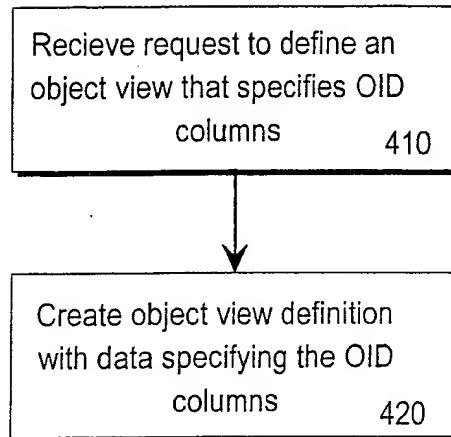 Recieve request to define an
object view that specifies OID
columns
410
Create object view definition
with data specifying the OID
columns
420